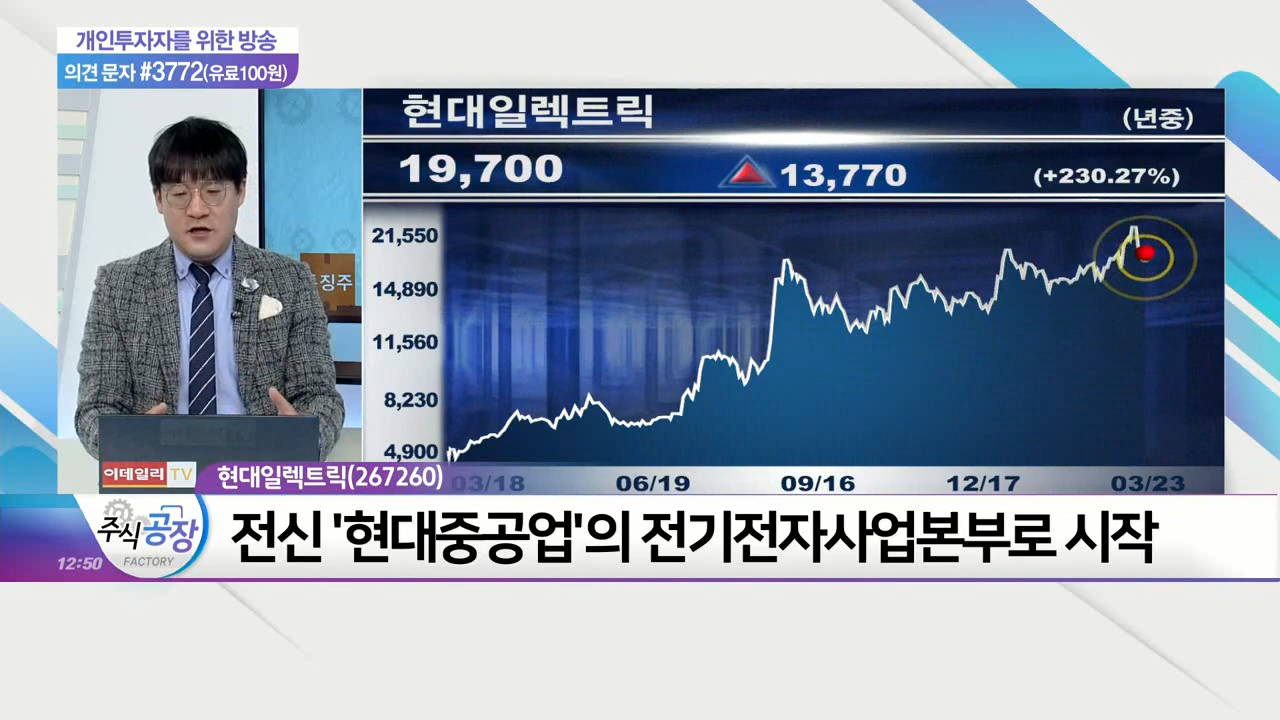 개인투자자를 위한 방송
의견 문자 #3772(유료100원)
현대일렉트릭
(년중)
19,700
13,770
(+230.27%)
21,550
14,890
11,560
8,230
4,900
03/18
06/19
09/16
12/17
03/23
특징주
이데일리 TV
현대일렉트릭(267260)
주식공장
FACTORY
12:50
전신 '현대중공업'의 전기전자사업본부로 시작